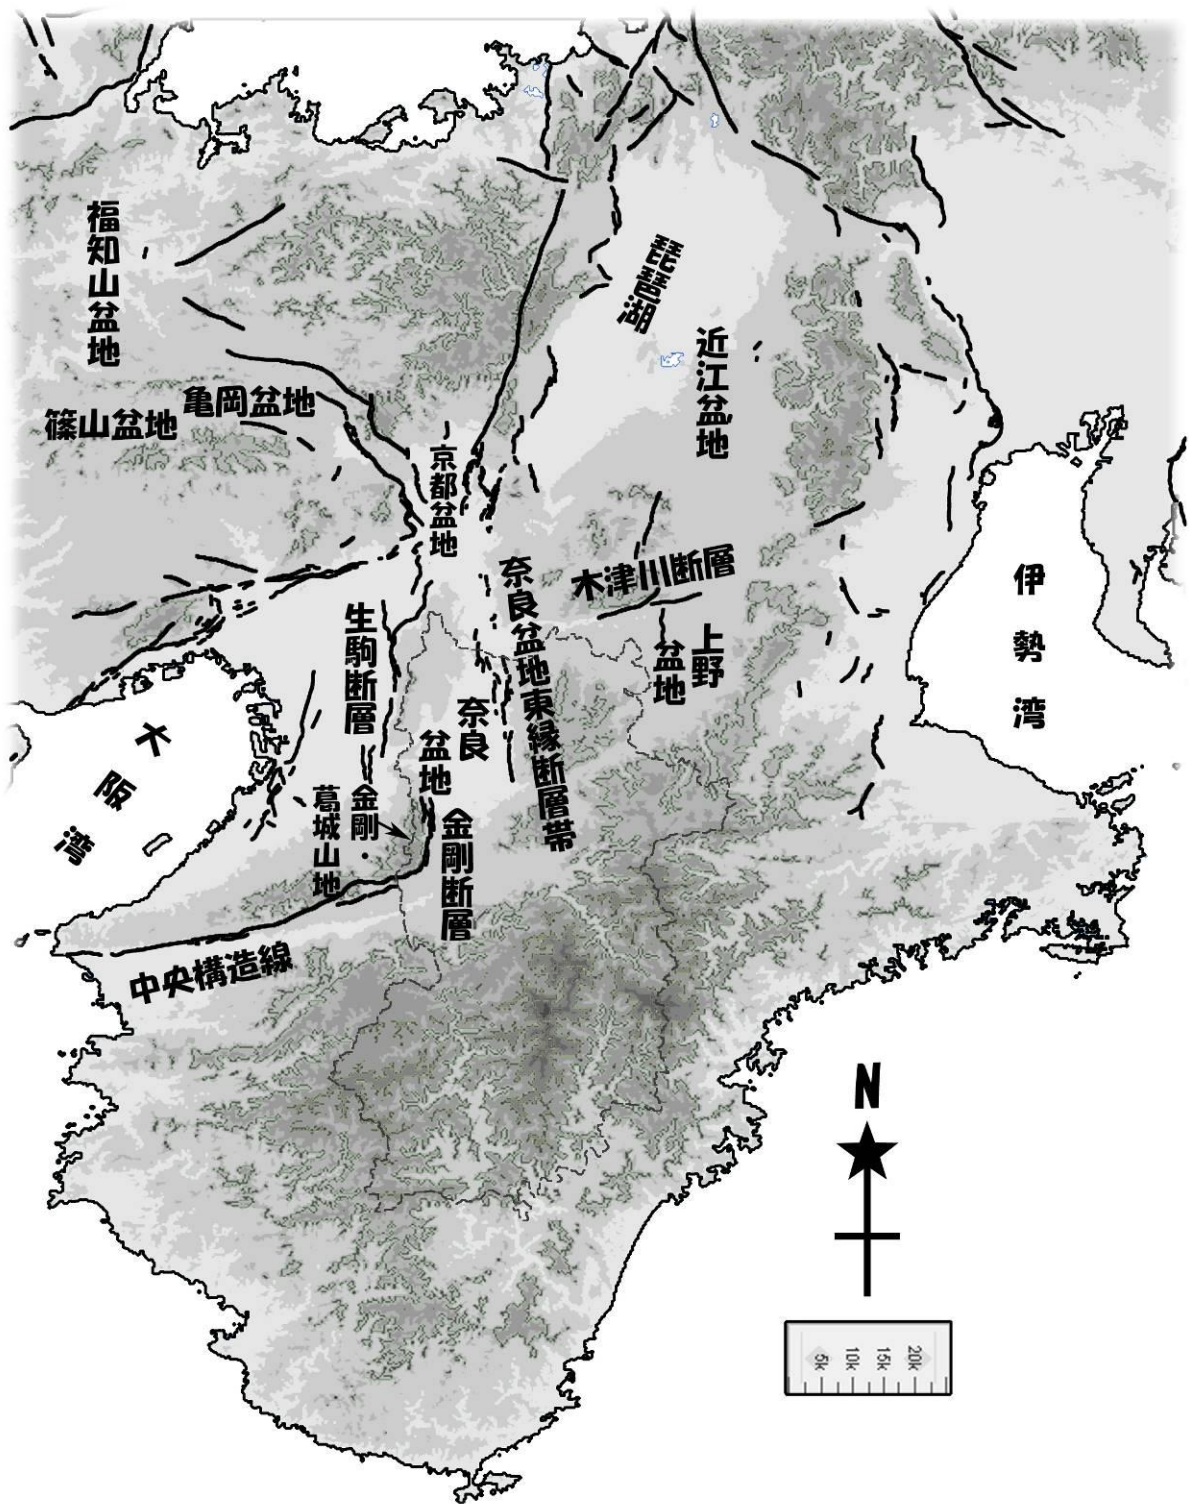 福知山盆地
琵琶湖
近江盆地
亀岡盆地
篠山盆地
京都盆地
木津川断層
奈良盆地東縁断層帯
伊勢湾
生駒断層
上野
盆地
奈良
盆地
大阪湾
金剛・
葛城山地
金剛断層
中央構造線
N
5k 10k 15k 20k